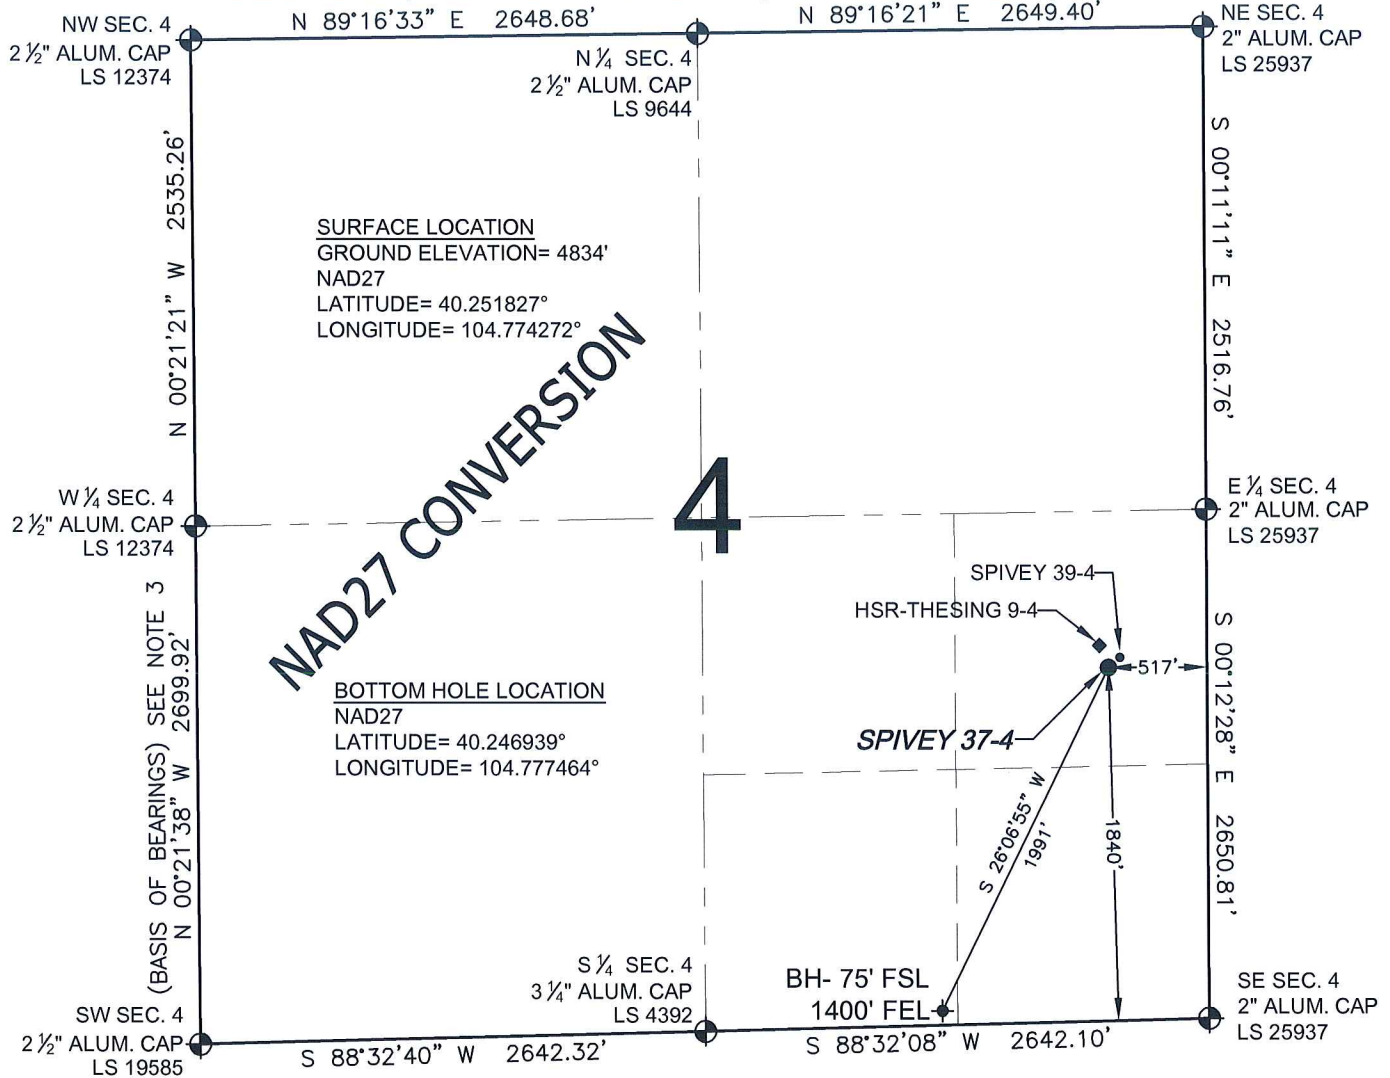 N 89°16'33" E 2648.68'
N 89°16'21" E 2649.40'
NW SEC. 4
2 ½" ALUM. CAP
LS 12374
N ¼ SEC. 4
2 ½" ALUM. CAP
LS 9644
NE SEC. 4
2" ALUM. CAP
LS 25937
N 00°21'21" W 2535.26'
S 00°11'11" E 2516.76'
SURFACE LOCATION
GROUND ELEVATION= 4834'
NAD27
LATITUDE= 40.251827°
LONGITUDE= 104.774272°
NAD27 CONVERSION
4
W ¼ SEC. 4
2 ½" ALUM. CAP
LS 12374
E ¼ SEC. 4
2" ALUM. CAP
LS 25937
SPIVEY 39-4
HSR-THESING 9-4
517'
SPIVEY 37-4
(BASIS OF BEARINGS) SEE NOTE 3
N 00°21'38" W 2699.92'
S 00°12'28" E 2650.81'
BOTTOM HOLE LOCATION
NAD27
LATITUDE= 40.246939°
LONGITUDE= 104.777464°
S 26°06'55" W
1991'
1840'
BH- 75' FSL
1400' FEL
S ¼ SEC. 4
3 ¼" ALUM. CAP
LS 4392
SE SEC. 4
2" ALUM. CAP
LS 25937
SW SEC. 4
2 ½" ALUM. CAP
LS 19585
S 88°32'40" W 2642.32'
S 88°32'08" W 2642.10'